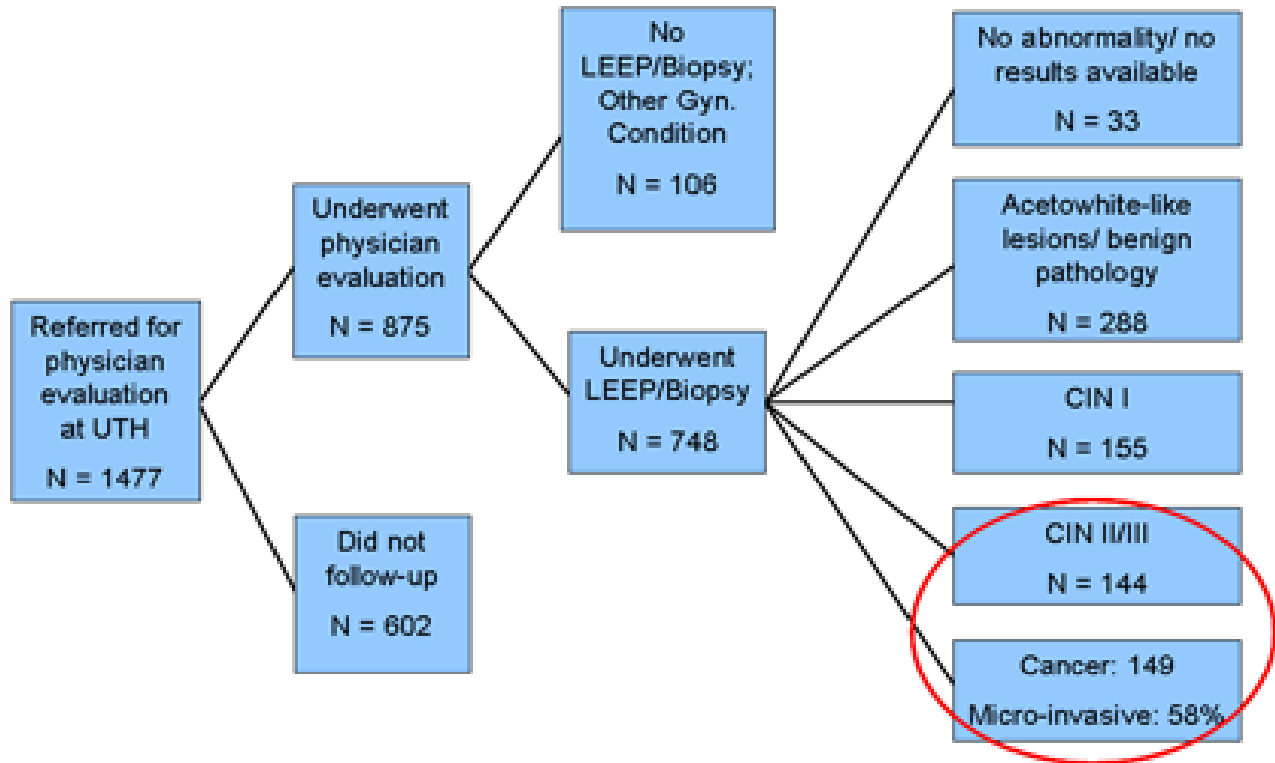 Referred for
physician
evaluation
at UTH
N = 1477
Underwent
physician
evaluation
N = 875
Did not
follow-up
N = 602
No
LEEP/Biopsy;
Other Gyn.
Condition
N = 106
Underwent
LEEP/Biopsy
N = 748
No abnormality/ no
results available
N = 33
Acetowhite-like
lesions/ benign
pathology
N = 288
CIN I
N = 155
CIN II/III
N = 144
Cancer: 149
Micro-invasive: 58%